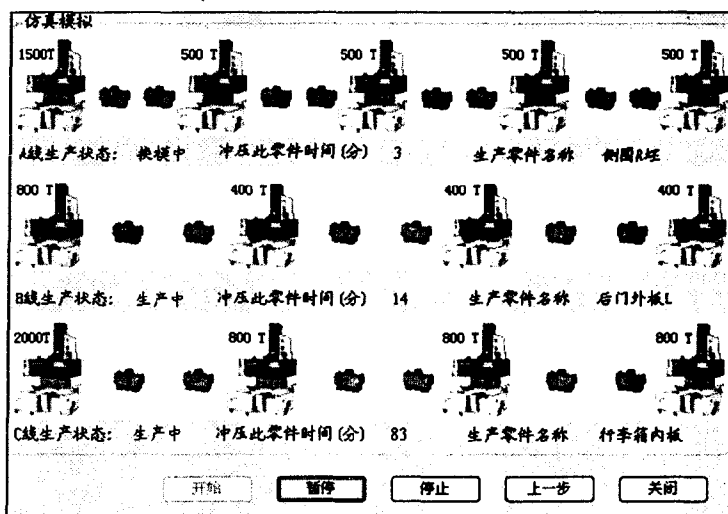 仿真模拟
1500T 500 T 500 T 500 T
A线生产状态: 换模中 冲压此零件时间(分) 3 生产零件名称 侧围R坯
800 T 400 T 400 T 400 T
B线生产状态: 生产中 冲压此零件时间(分) 14 生产零件名称 后门外板L
2000T 800 T 800 T 800 T
C线生产状态: 生产中 冲压此零件时间(分) 83 生产零件名称 行李箱内板
开始 暂停 停止 上一步 关闭